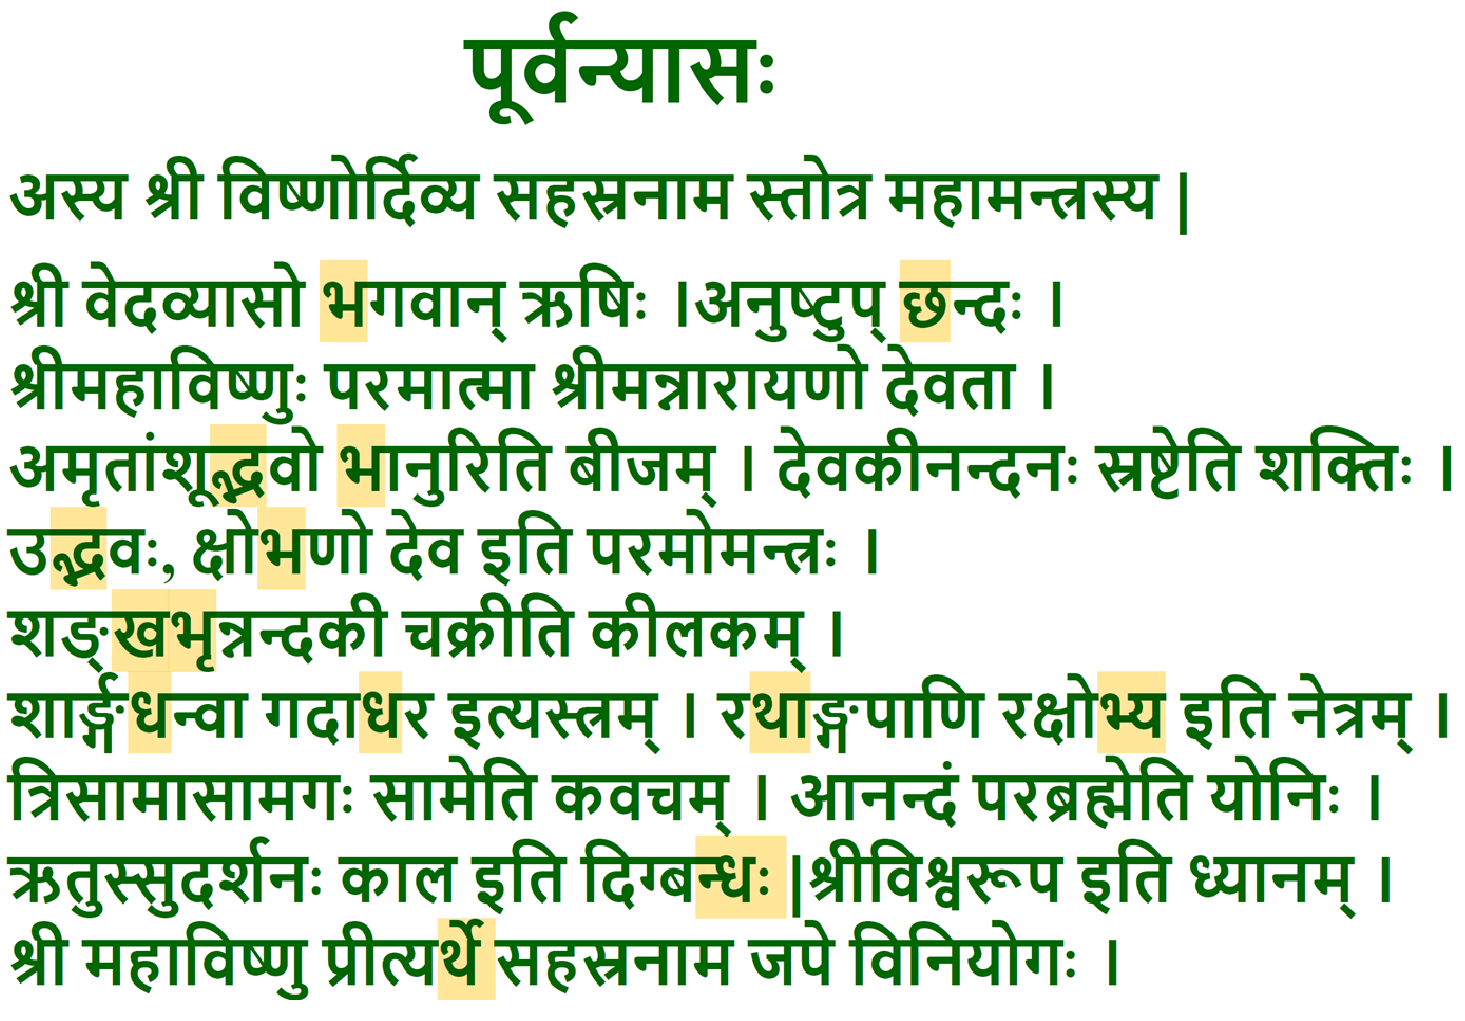 पूर्वन्यासः
अस्य श्री विष्णोर्दिव्य सहस्रनाम स्तोत्र महामन्त्रस्य |
श्री वेदव्यासो भगवान् ऋषिः ।अनुष्टुप् छन्दः ।
श्रीमहाविष्णुः परमात्मा श्रीमन्नारायणो देवता ।
अमृतांशूद्भवो भानुरिति बीजम् । देवकीनन्दनः स्रष्टेति शक्तिः ।
उद्भवः, क्षोभणो देव इति परमोमन्त्रः ।
शङ्खभृन्नन्दकी चक्रीति कीलकम् ।
शार्ङ्गधन्वा गदाधर इत्यस्त्रम् । रथाङ्गपाणि रक्षोभ्य इति नेत्रम् ।
त्रिसामासामगः सामेति कवचम् । आनन्दं परब्रह्मेति योनिः ।
ऋतुस्सुदर्शनः काल इति दिग्बन्धः |श्रीविश्वरूप इति ध्यानम् ।
श्री महाविष्णु प्रीत्यर्थे सहस्रनाम जपे विनियोगः ।